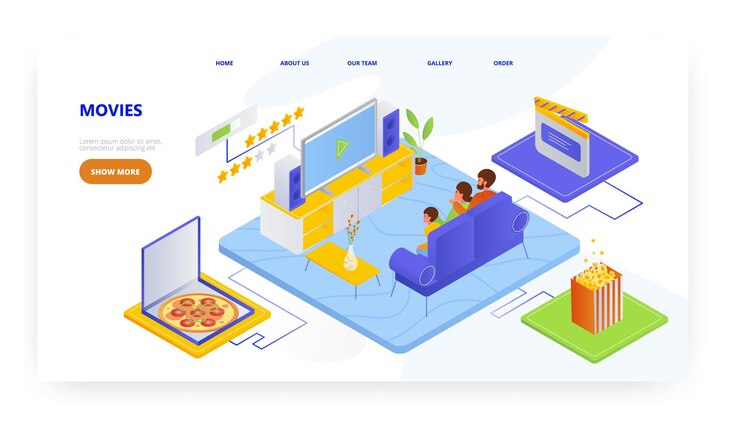 HOME ABOUT US OUR TEAM GALLERY ORDER
MOVIES
Lorem ipsum dolor sit amet,
consectetur adipiscing elit.
SHOW MORE